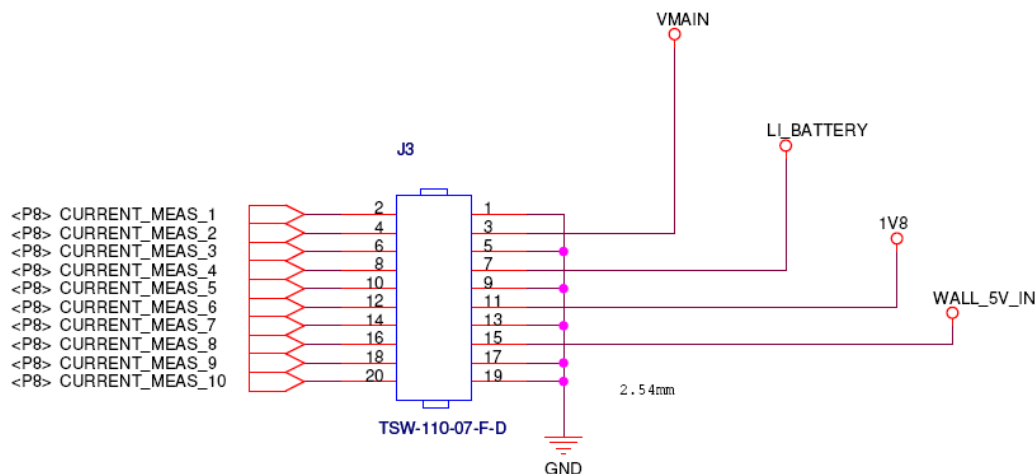 VMAIN
LI_BATTERY
J3
1V8
WALL_5V_IN
<P8> CURRENT_MEAS_1 2 1
<P8> CURRENT_MEAS_2 4 3
<P8> CURRENT_MEAS_3 6 5
<P8> CURRENT_MEAS_4 8 7
<P8> CURRENT_MEAS_5 10 9
<P8> CURRENT_MEAS_6 12 11
<P8> CURRENT_MEAS_7 14 13
<P8> CURRENT_MEAS_8 16 15
<P8> CURRENT_MEAS_9 18 17
<P8> CURRENT_MEAS_10 20 19
2.54mm
TSW-110-07-F-D
GND